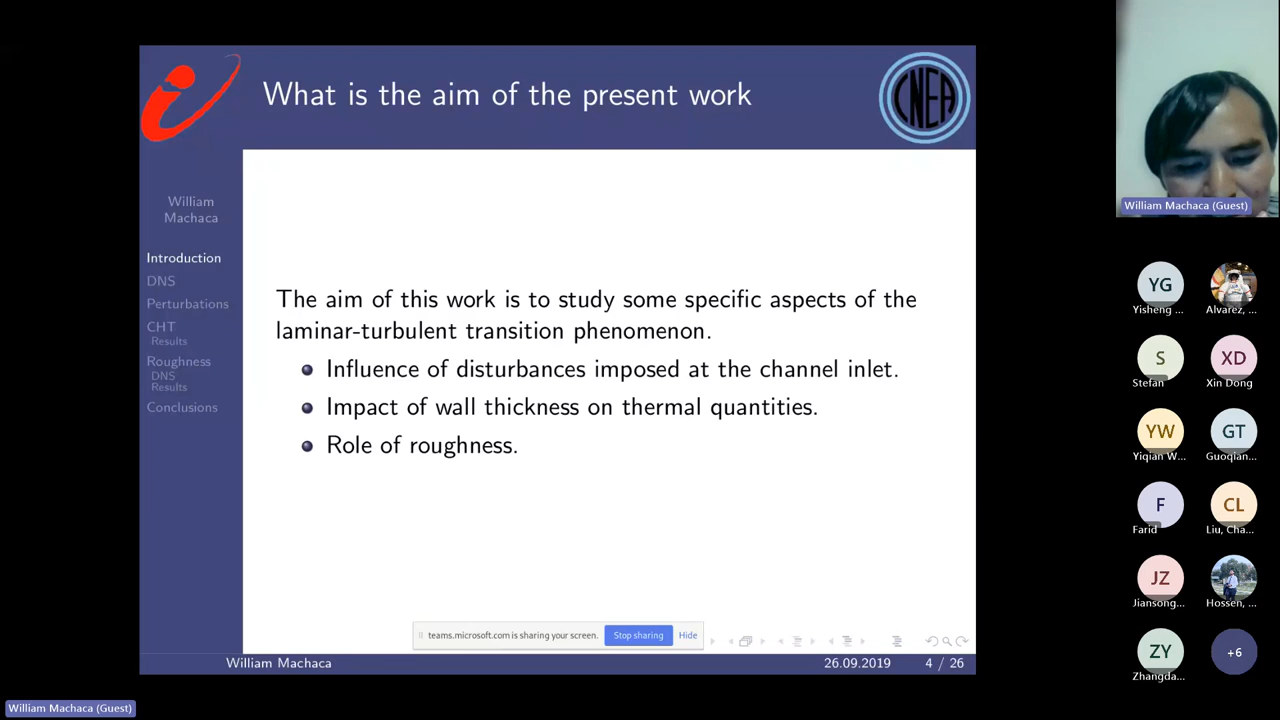 What is the aim of the present work
CNEA
William
Machaca
Introduction
DNS
Perturbations
CHT
Results
Roughness
DNS
Results
Conclusions
The aim of this work is to study some specific aspects of the
laminar-turbulent transition phenomenon.
Influence of disturbances imposed at the channel inlet.
Impact of wall thickness on thermal quantities.
Role of roughness.
teams.microsoft.com is sharing your screen.
Stop sharing
Hide
William Machaca
26.09.2019
4 / 26
William Machaca (Guest)
YG
Yisheng ...
Alvarez, ...
S
Stefan
XD
Xin Dong
YW
Yiqian W...
GT
Guoqian...
F
Farid
CL
Liu, Cha...
JZ
Jiansong...
Hossen, ...
ZY
Zhangda...
+6
William Machaca (Guest)